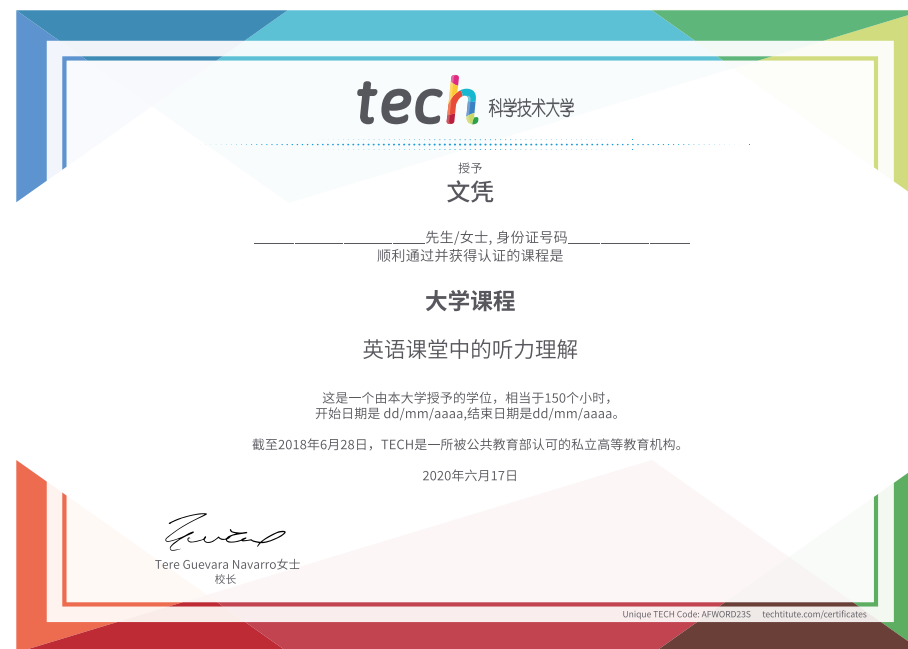 tech 科学技术大学
授予
文凭
先生/女士, 身份证号码
顺利通过并获得认证的课程是
大学课程
英语课堂中的听力理解
这是一个由本大学授予的学位，相当于150个小时，
开始日期是 dd/mm/aaaa,结束日期是dd/mm/aaaa。
截至2018年6月28日，TECH是一所被公共教育部认可的私立高等教育机构。
2020年六月17日
Tere Guevara Navarro女士
校长
Unique TECH Code: AFWORD23S techtitute.com/certificates